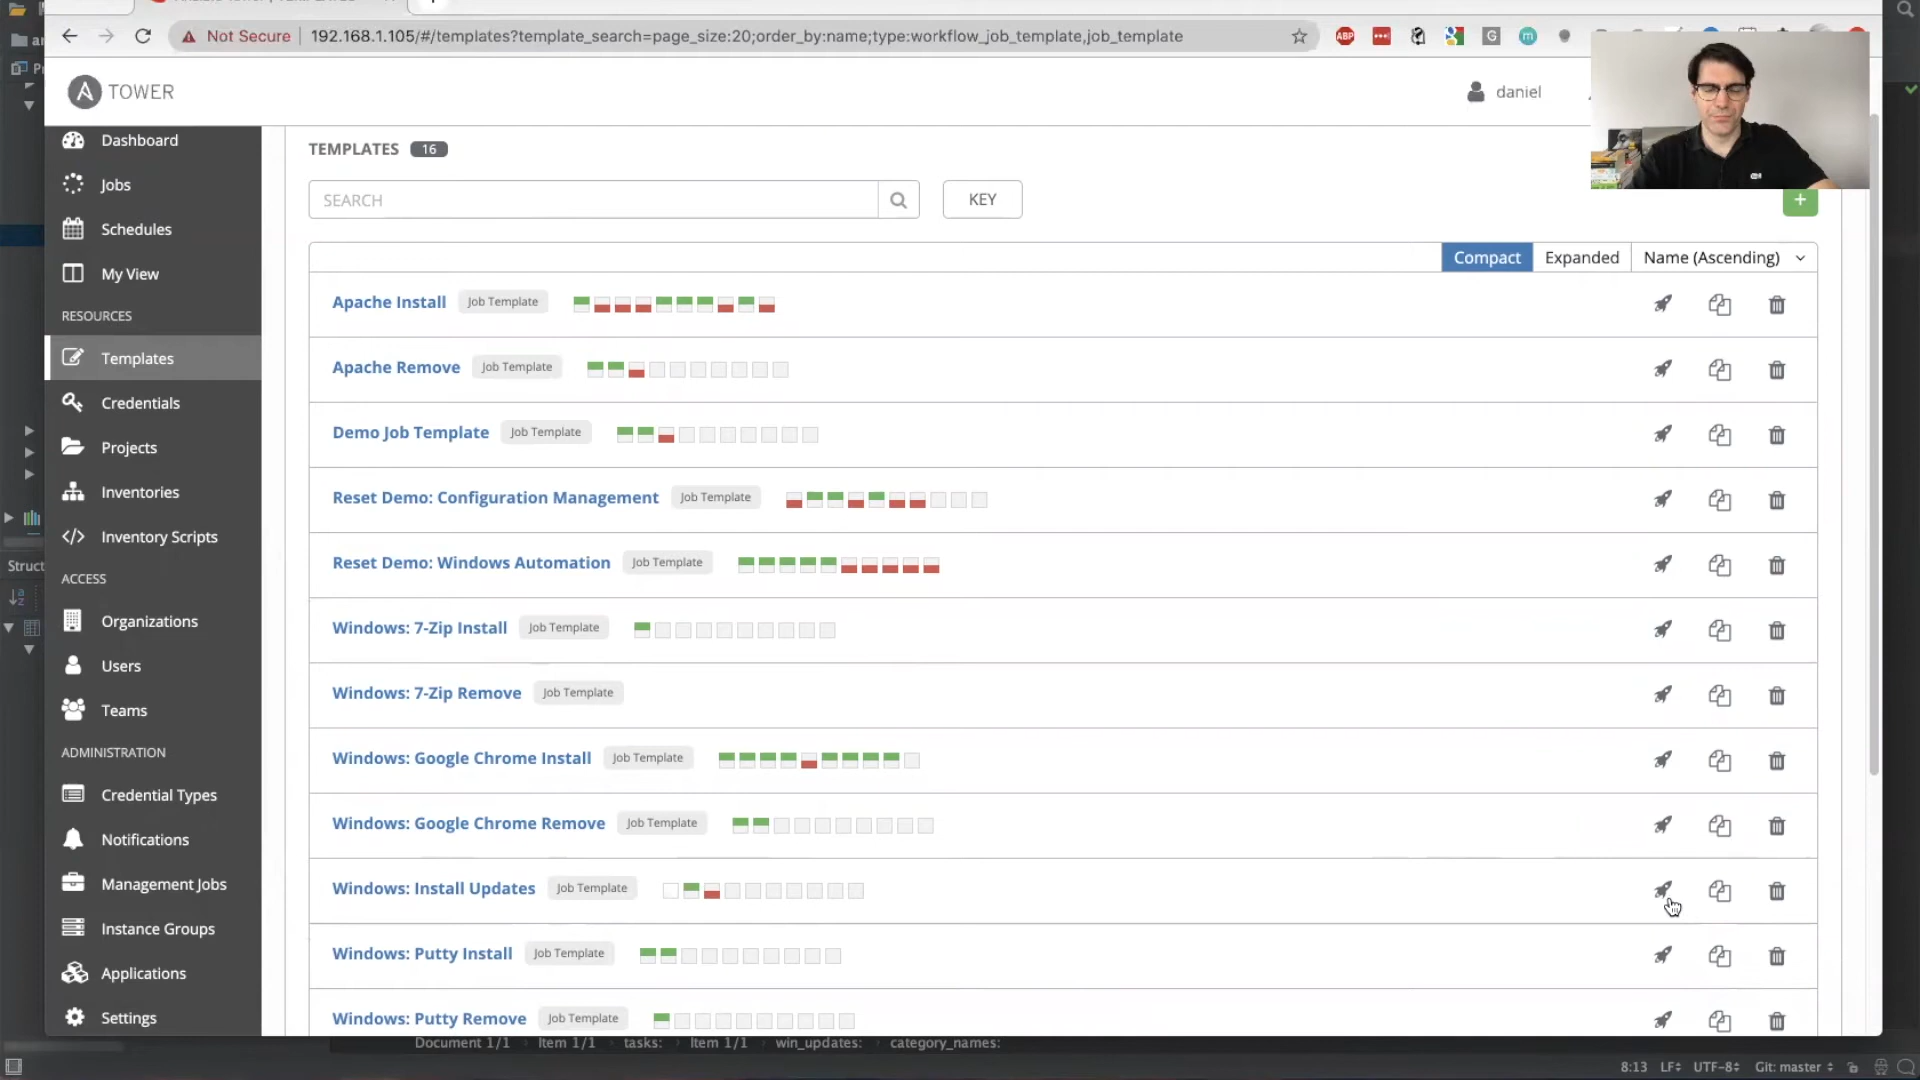 Not Secure 192.168.1.105/#/templates?template_search=page_size:20;order_by:name;type:workflow_job_template,job_template
ABP
G
m
A TOWER
daniel
Dashboard
Jobs
Schedules
My View
RESOURCES
Templates
Credentials
Projects
Inventories
Inventory Scripts
ACCESS
Organizations
Users
Teams
ADMINISTRATION
Credential Types
Notifications
Management Jobs
Instance Groups
Applications
Settings
Struct
TEMPLATES 16
SEARCH KEY
+
Compact Expanded Name (Ascending)
Apache Install Job Template
Apache Remove Job Template
Demo Job Template Job Template
Reset Demo: Configuration Management Job Template
Reset Demo: Windows Automation Job Template
Windows: 7-Zip Install Job Template
Windows: 7-Zip Remove Job Template
Windows: Google Chrome Install Job Template
Windows: Google Chrome Remove Job Template
Windows: Install Updates Job Template
Windows: Putty Install Job Template
Windows: Putty Remove Job Template
Document 1/1 Item 1/1 tasks: Item 1/1 win_updates: category_names:
8:13 LF UTF-8 Git: master